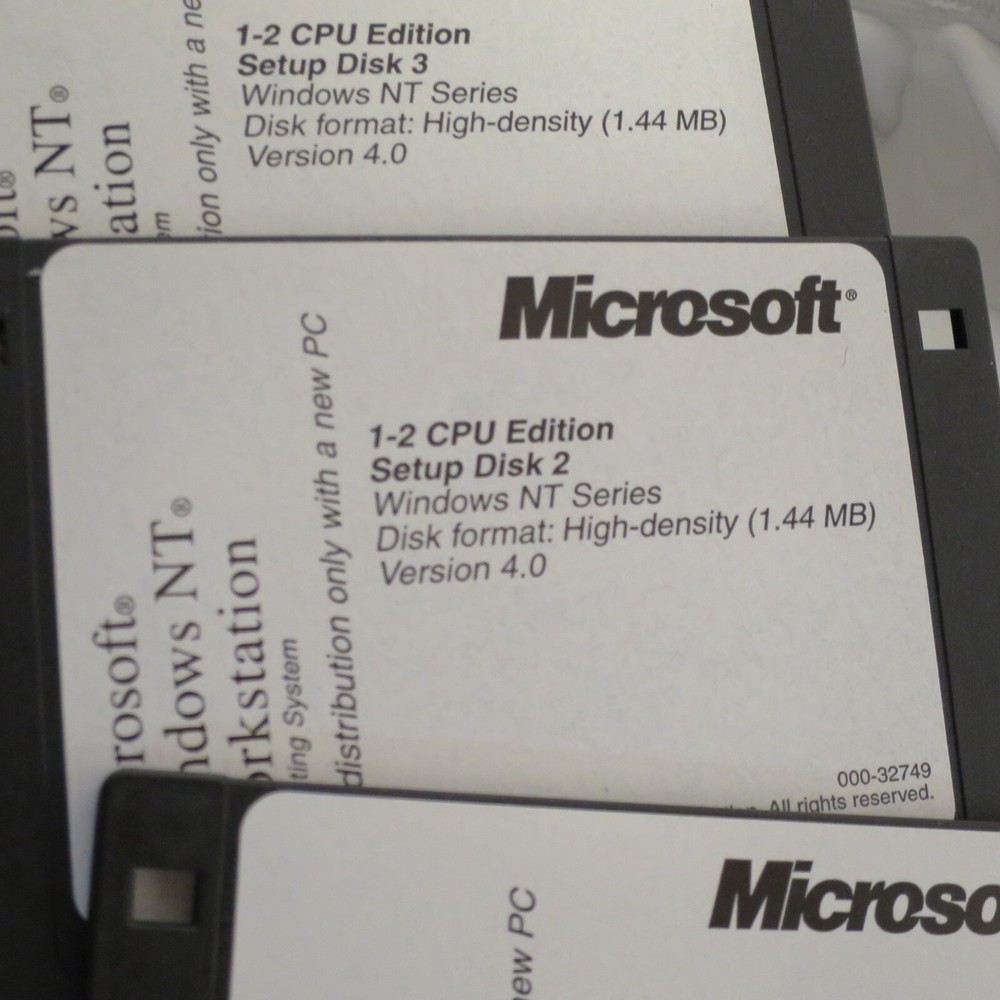 1-2 CPU Edition
Setup Disk 3
Windows NT Series
Disk format: High-density (1.44 MB)
Version 4.0
oft®
ws NT®
ation
em
ion only with a ne
Microsoft®
1-2 CPU Edition
Setup Disk 2
Windows NT Series
Disk format: High-density (1.44 MB)
Version 4.0
rosoft®
ndows NT®
orkstation
ting System
distribution only with a new PC
000-32749
All rights reserved.
Microso
new PC